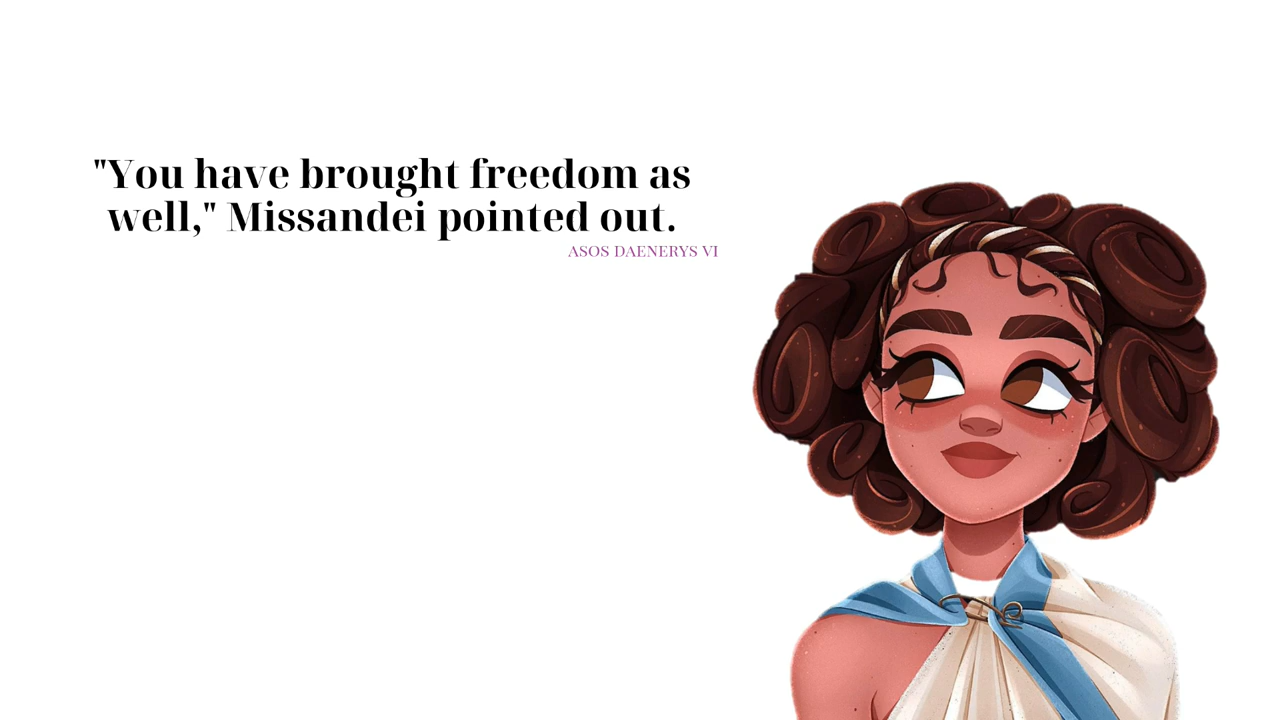 "You have brought freedom as
well," Missandei pointed out.
ASOS DAENERYS VI